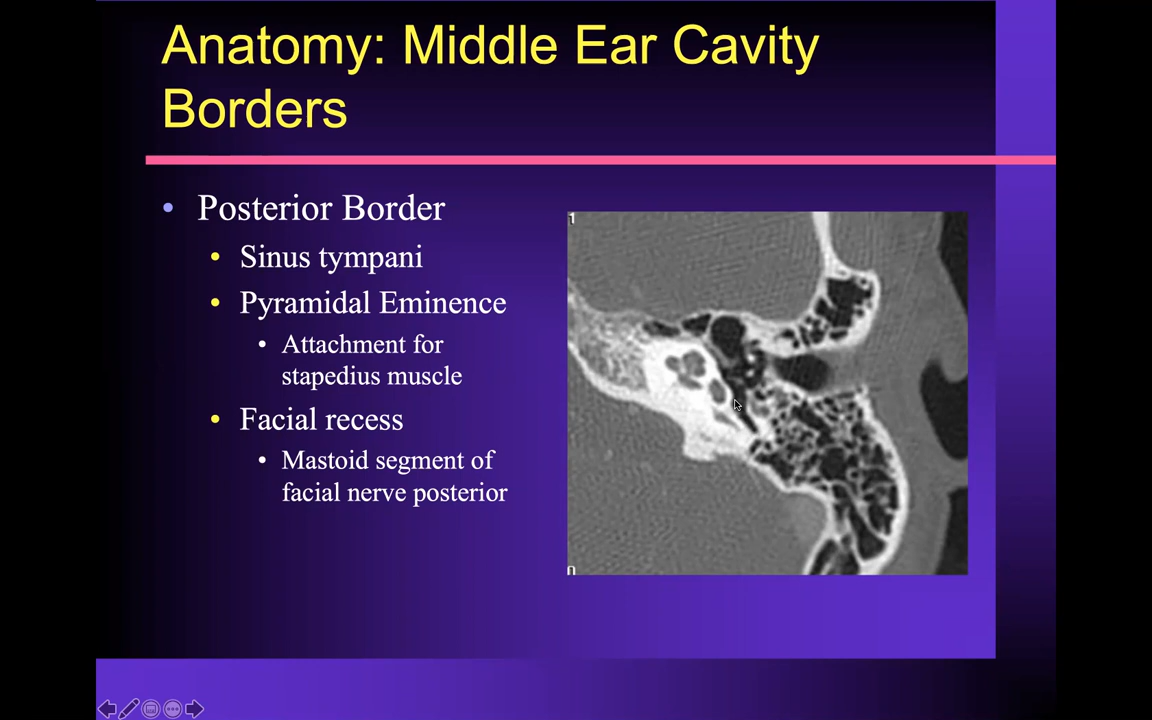 Anatomy: Middle Ear Cavity
Borders
• Posterior Border
• Sinus tympani
• Pyramidal Eminence
• Attachment for
stapedius muscle
• Facial recess
• Mastoid segment of
facial nerve posterior
1